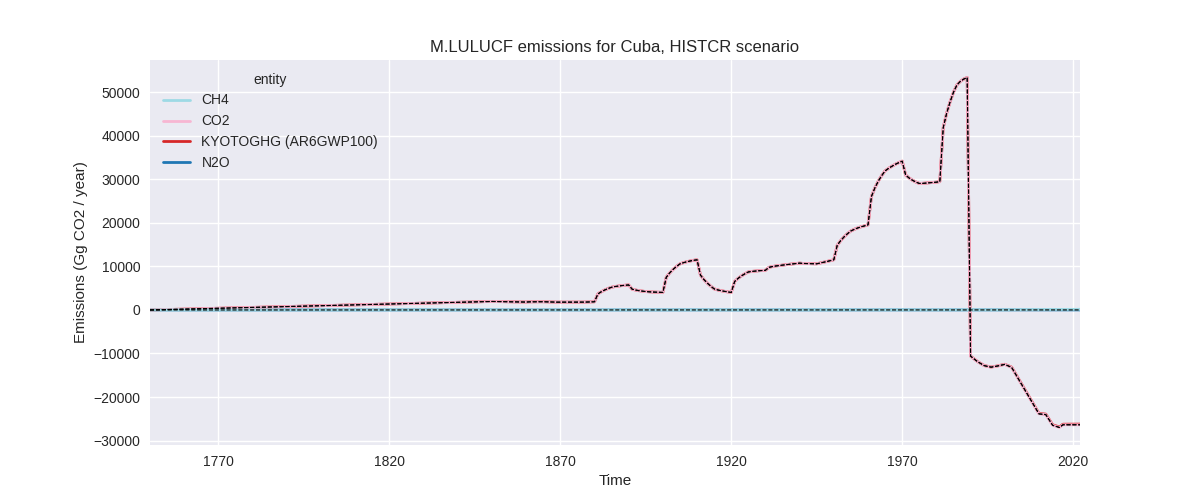 M.LULUCF emissions for Cuba, HISTCR scenario
entity
CH4
CO2
KYOTOGHG (AR6GWP100)
N2O
50000
40000
30000
20000
10000
0
−10000
−20000
−30000
Emissions (Gg CO2 / year)
1770
1820
1870
1920
1970
2020
Time